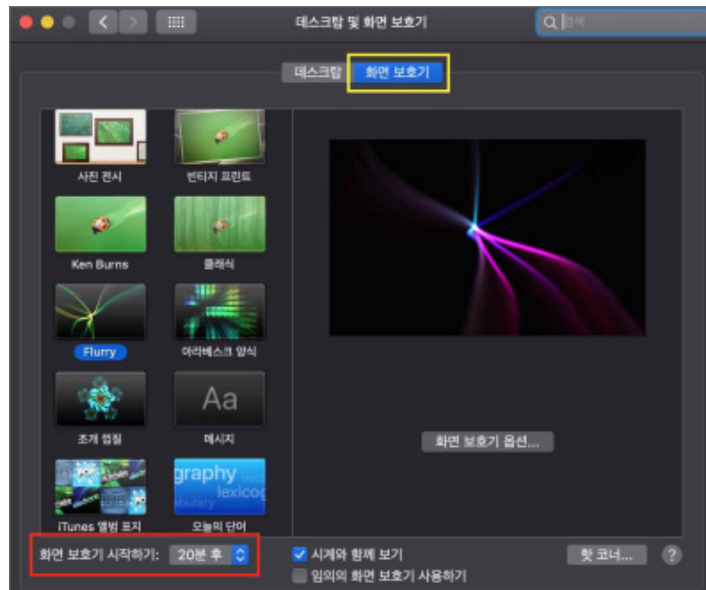 데스크탑 및 화면 보호기
검색
데스크탑 화면 보호기
사진 전시 빈티지 프린트
Ken Burns 클래식
Flurry 아라베스크 양식
조개 껍질 Aa 메시지
graphy
lexicog
iTunes 앨범 표지 오늘의 단어
화면 보호기 옵션...
화면 보호기 시작하기: 20분 후
시계와 함께 보기
핫 코너... ?
임의의 화면 보호기 사용하기